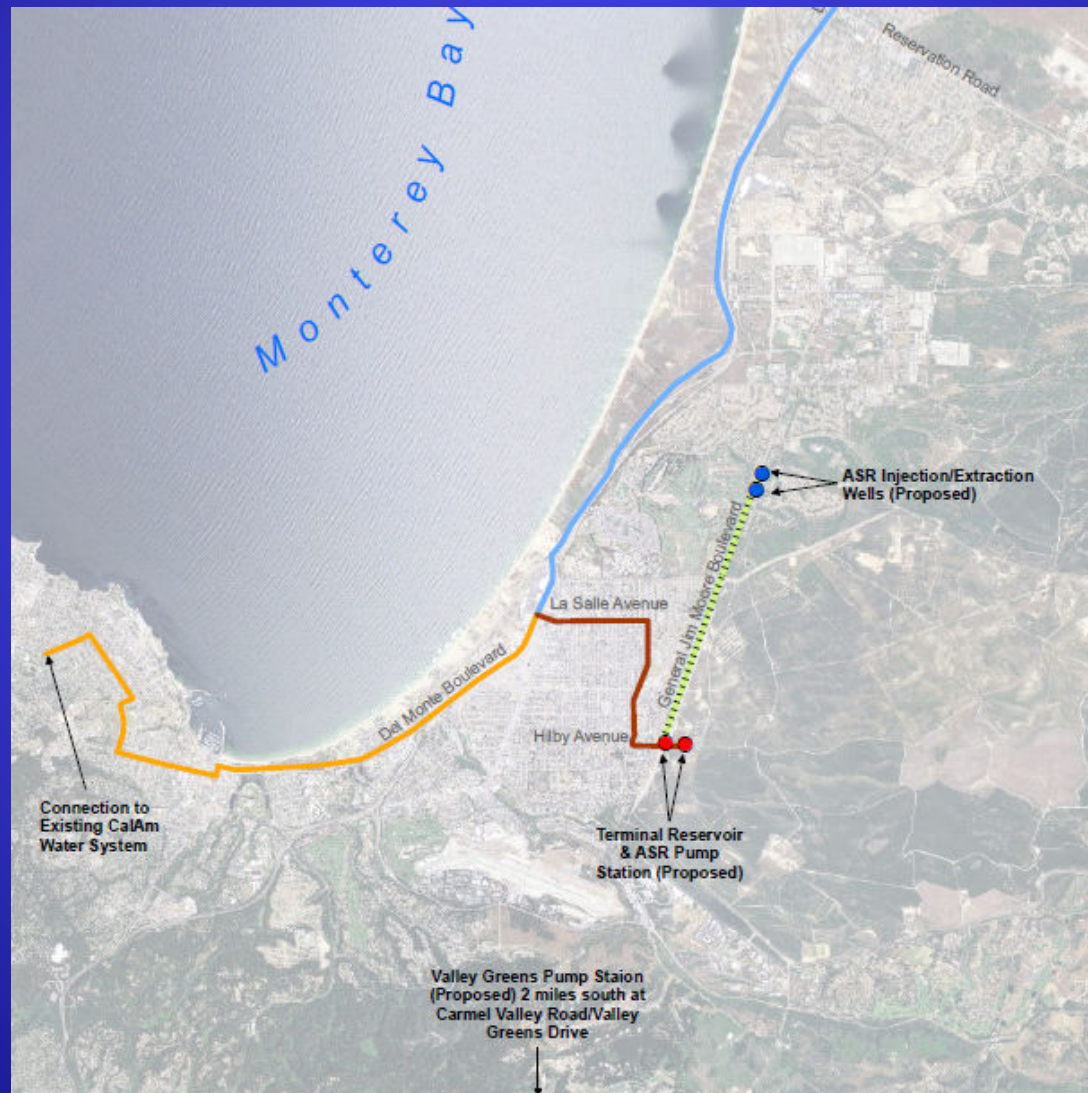 Monterey Bay
Reservation Road
ASR Injection/Extraction
Wells (Proposed)
General Jim Moore Boulevard
La Salle Avenue
Del Monte Boulevard
Hilby Avenue
Connection to
Existing CalAm
Water System
Terminal Reservoir
& ASR Pump
Station (Proposed)
Valley Greens Pump Staion
(Proposed) 2 miles south at
Carmel Valley Road/Valley
Greens Drive